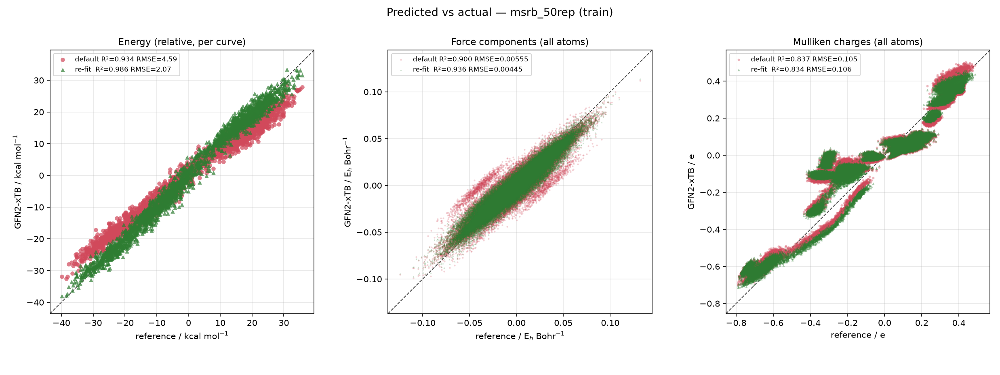 Predicted vs actual — msrb_50rep (train)
Energy (relative, per curve)
default R²=0.934 RMSE=4.59
re-fit R²=0.986 RMSE=2.07
30
20
10
0
−10
−20
−30
−40
GFN2-xTB / kcal mol⁻¹
−40 −30 −20 −10 0 10 20 30
reference / kcal mol⁻¹
Force components (all atoms)
default R²=0.900 RMSE=0.00555
re-fit R²=0.936 RMSE=0.00445
0.10
0.05
0.00
−0.05
−0.10
GFN2-xTB / Eₕ Bohr⁻¹
−0.10 −0.05 0.00 0.05 0.10
reference / Eₕ Bohr⁻¹
Mulliken charges (all atoms)
default R²=0.837 RMSE=0.105
re-fit R²=0.834 RMSE=0.106
0.4
0.2
0.0
−0.2
−0.4
−0.6
−0.8
GFN2-xTB / e
−0.8 −0.6 −0.4 −0.2 0.0 0.2 0.4
reference / e